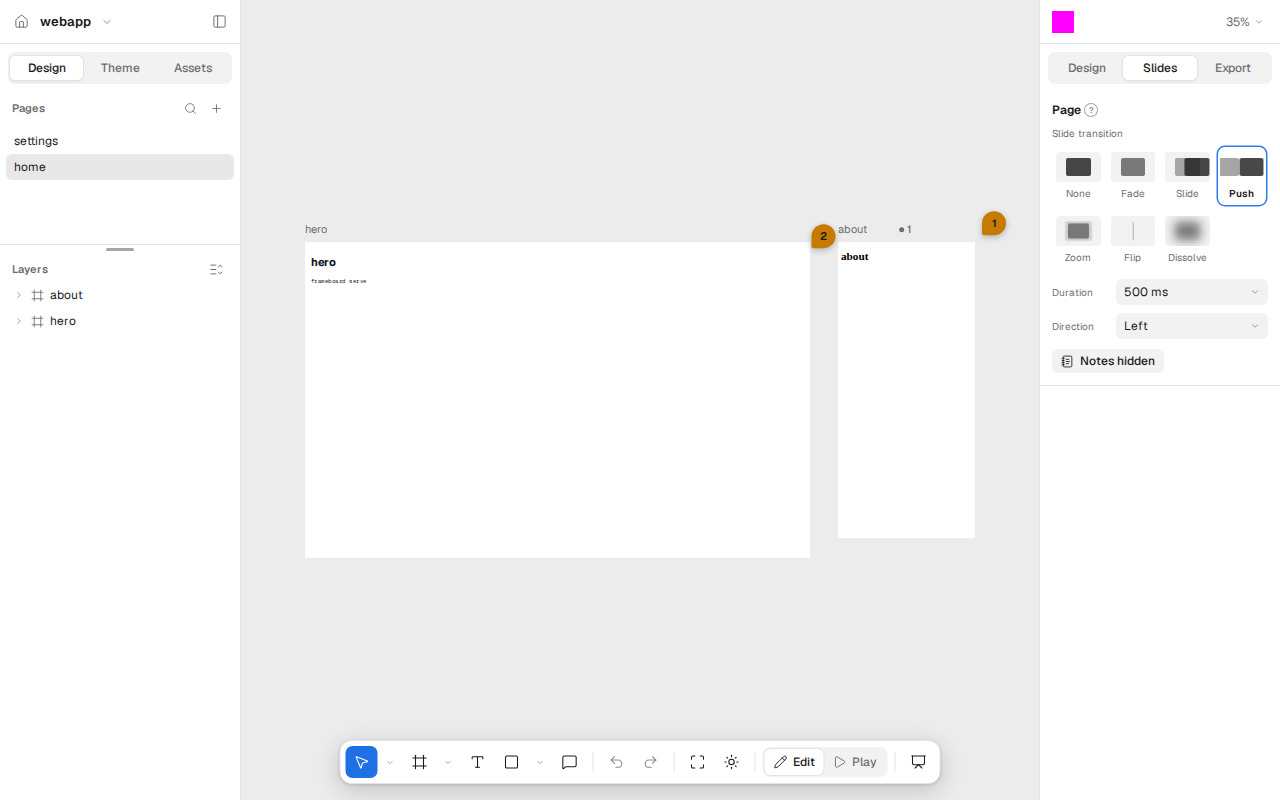 webapp
35%
Design
Theme
Assets
Design
Slides
Export
Pages
settings
home
Page ?
Slide transition
None
Fade
Slide
Push
Zoom
Flip
Dissolve
Duration
500 ms
Direction
Left
Notes hidden
Layers
about
hero
hero
2
about
1
1
hero
frameboard serve
about
Edit
Play